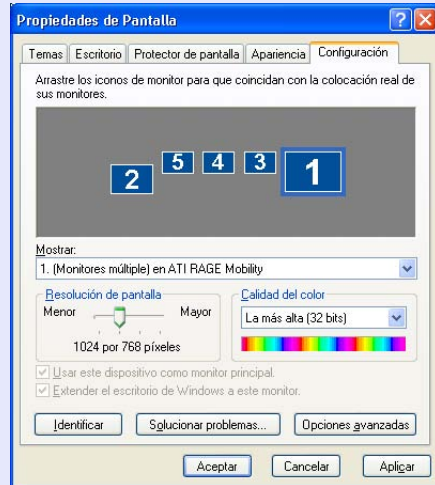 Propiedades de Pantalla
Temas Escritorio Protector de pantalla Apariencia Configuración
Arrastre los iconos de monitor para que coincidan con la colocación real de
sus monitores.
2 5 4 3 1
Mostrar:
1. (Monitores múltiple) en ATI RAGE Mobility
Resolución de pantalla
Menor Mayor
1024 por 768 píxeles
Calidad del color
La más alta (32 bits)
Usar este dispositivo como monitor principal.
Extender el escritorio de Windows a este monitor.
Identificar Solucionar problemas... Opciones avanzadas
Aceptar Cancelar Aplicar